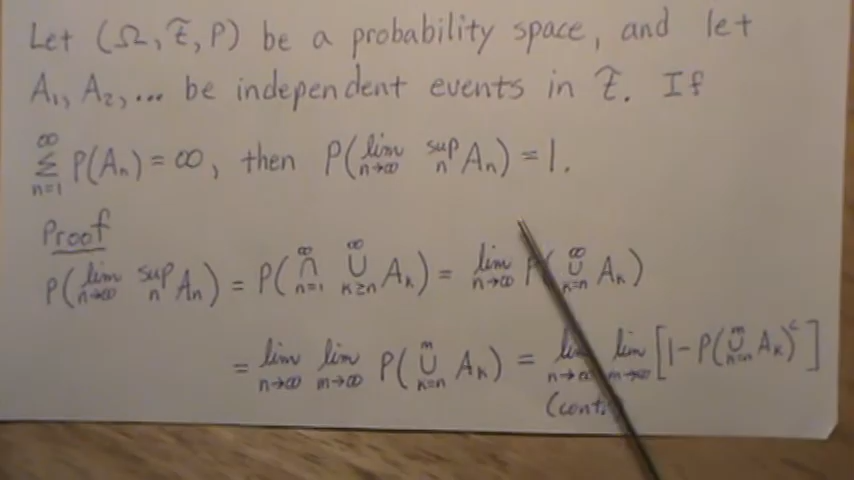 Let (Ω, ℱ, P) be a probability space, and let
A₁, A₂, ... be independent events in ℱ. If
∑_{n=1}^{∞} P(Aₙ) = ∞, then P(lim_{n→∞} sup_n Aₙ) = 1.
Proof
P(lim_{n→∞} sup_n Aₙ) = P(∩_{n=1}^{∞} ∪_{k≥n}^{∞} Aₖ) = lim_{n→∞} P(∪_{k=n}^{∞} Aₖ)
= lim_{n→∞} lim_{m→∞} P(∪_{k=n}^{m} Aₖ) = lim_{n→∞} lim_{m→∞} [1 - P(∪_{k=n}^{m} Aₖ)^c]